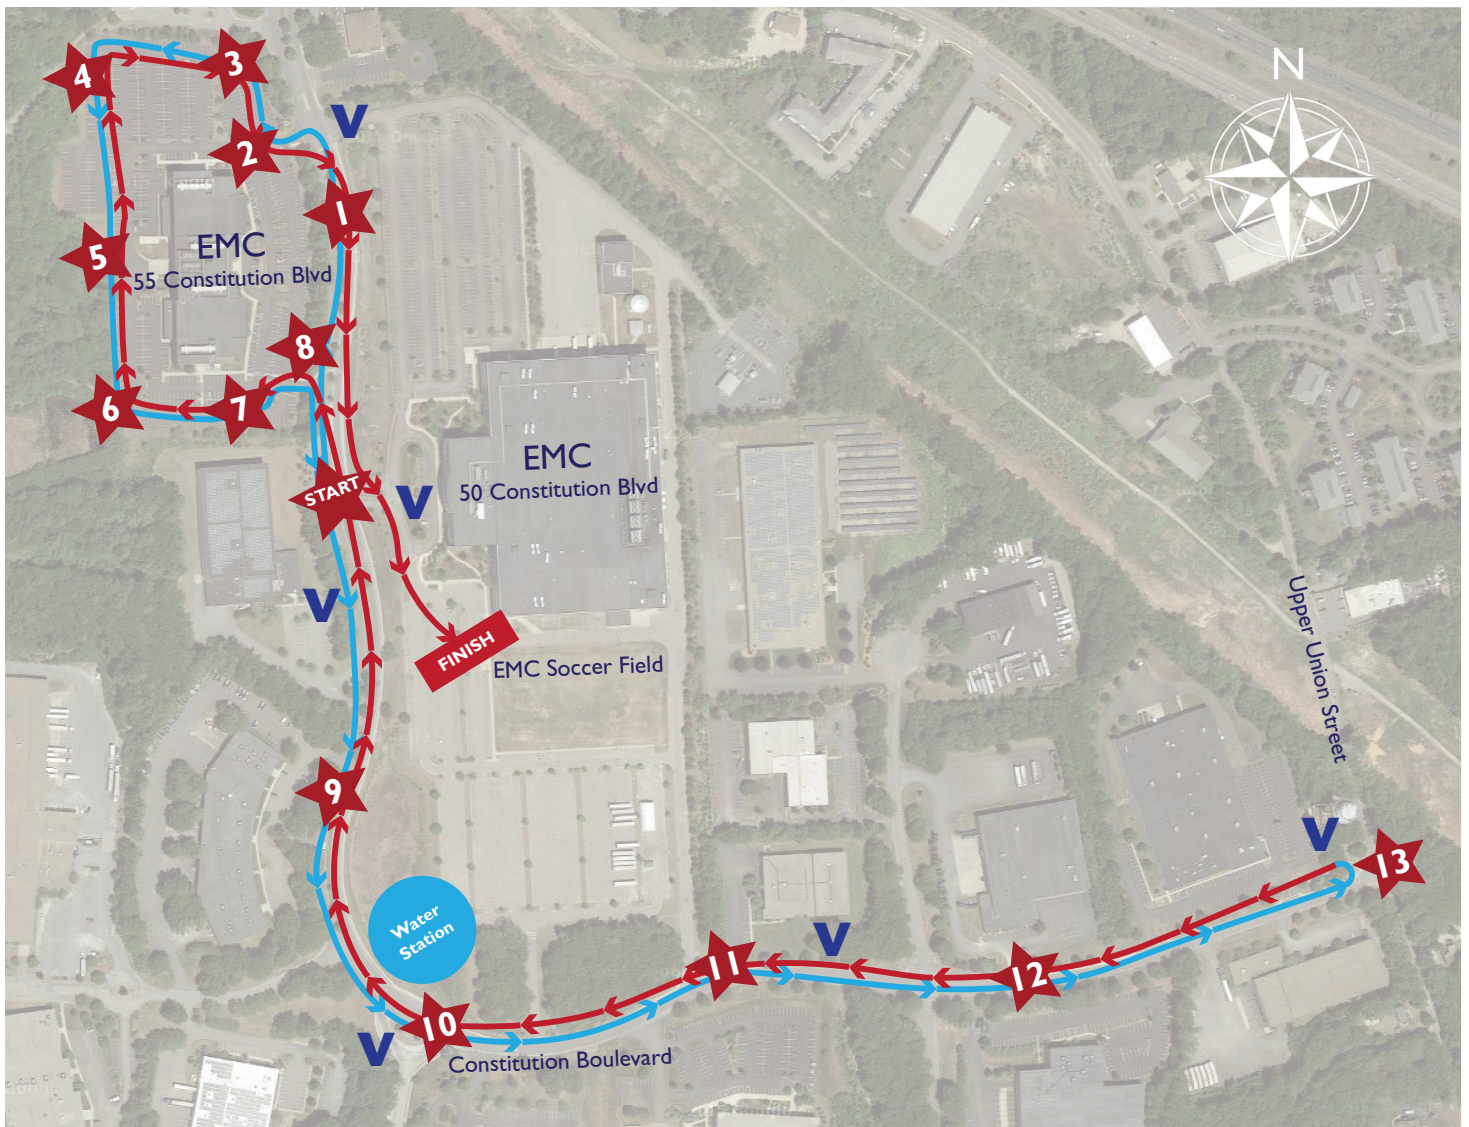 N
3
4
V
2
1
EMC
55 Constitution Blvd
5
8
6
7
EMC
50 Constitution Blvd
START
V
V
FINISH
EMC Soccer Field
Upper Union Street
9
V
13
Water
Station
V
11
12
10
V
Constitution Boulevard